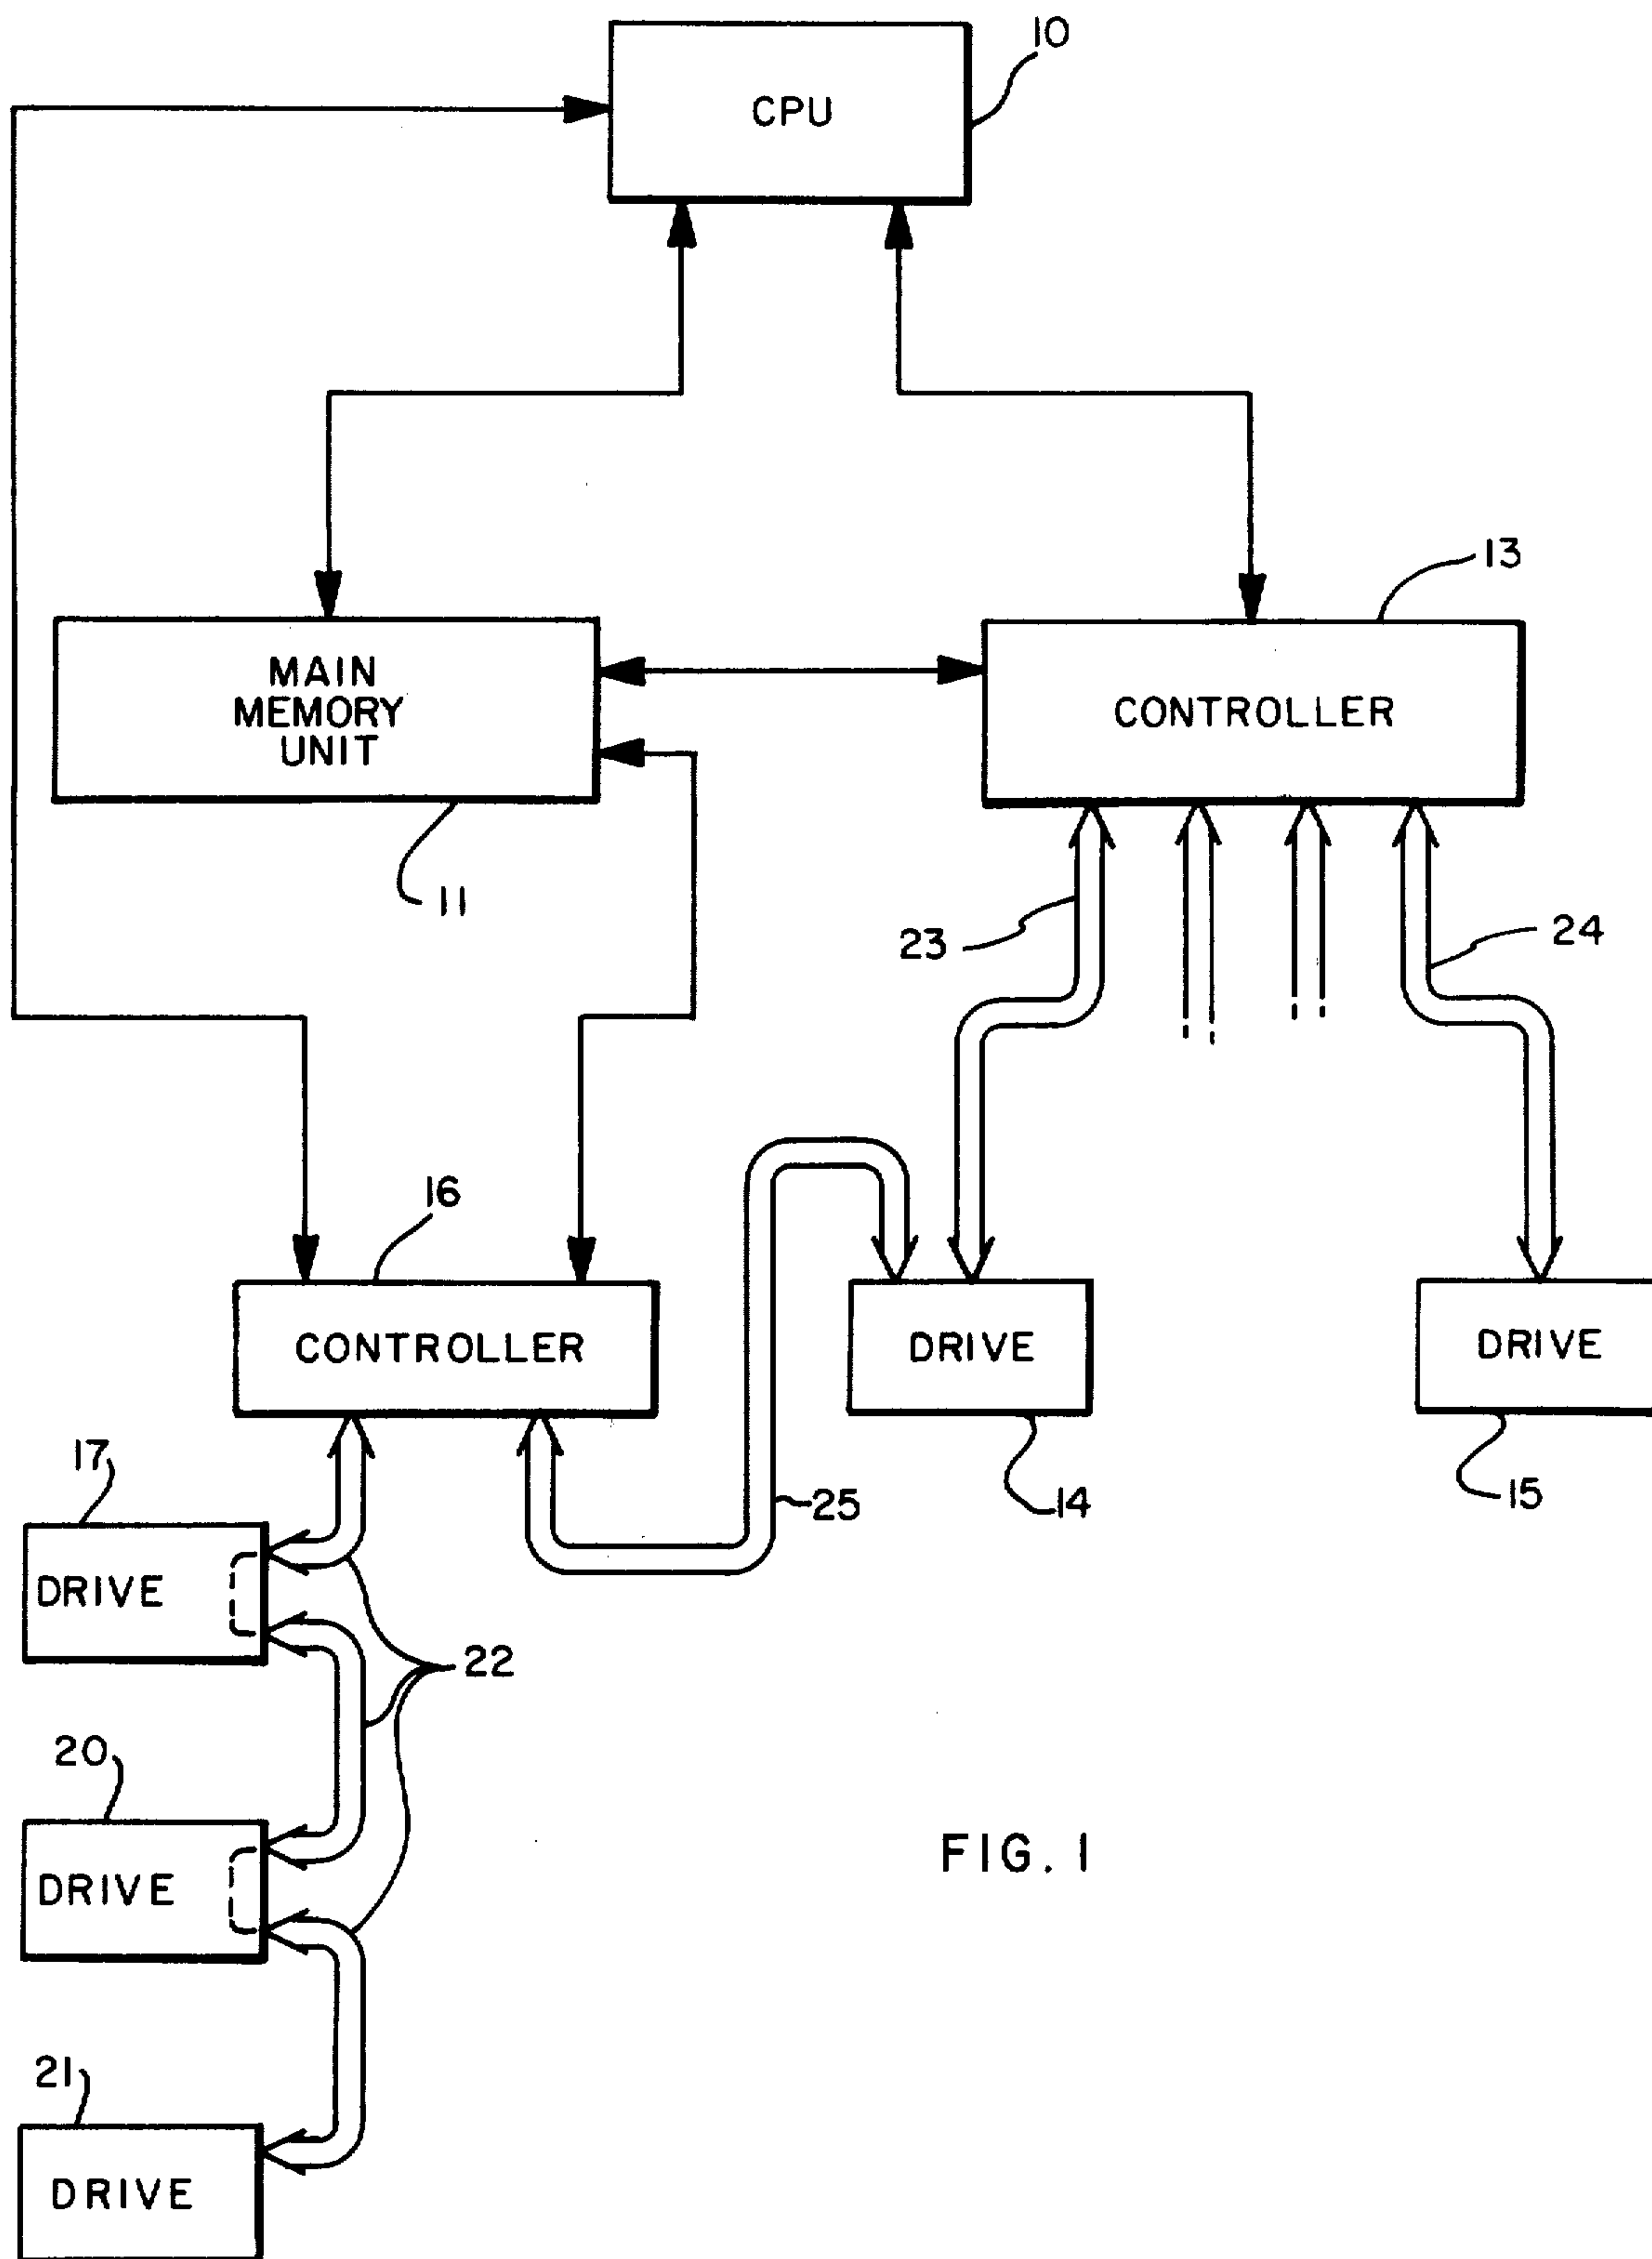 10
CPU
13
MAIN
MEMORY
UNIT
CONTROLLER
11
23
24
16
CONTROLLER
DRIVE
DRIVE
17
25
14
15
DRIVE
22
20
DRIVE
FIG. 1
21
DRIVE